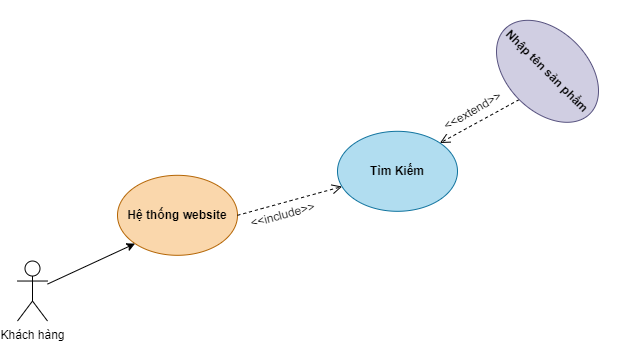 Nhập tên sản phẩm
<<extend>>
Tìm Kiếm
Hệ thống website
<<include>>
Khách hàng